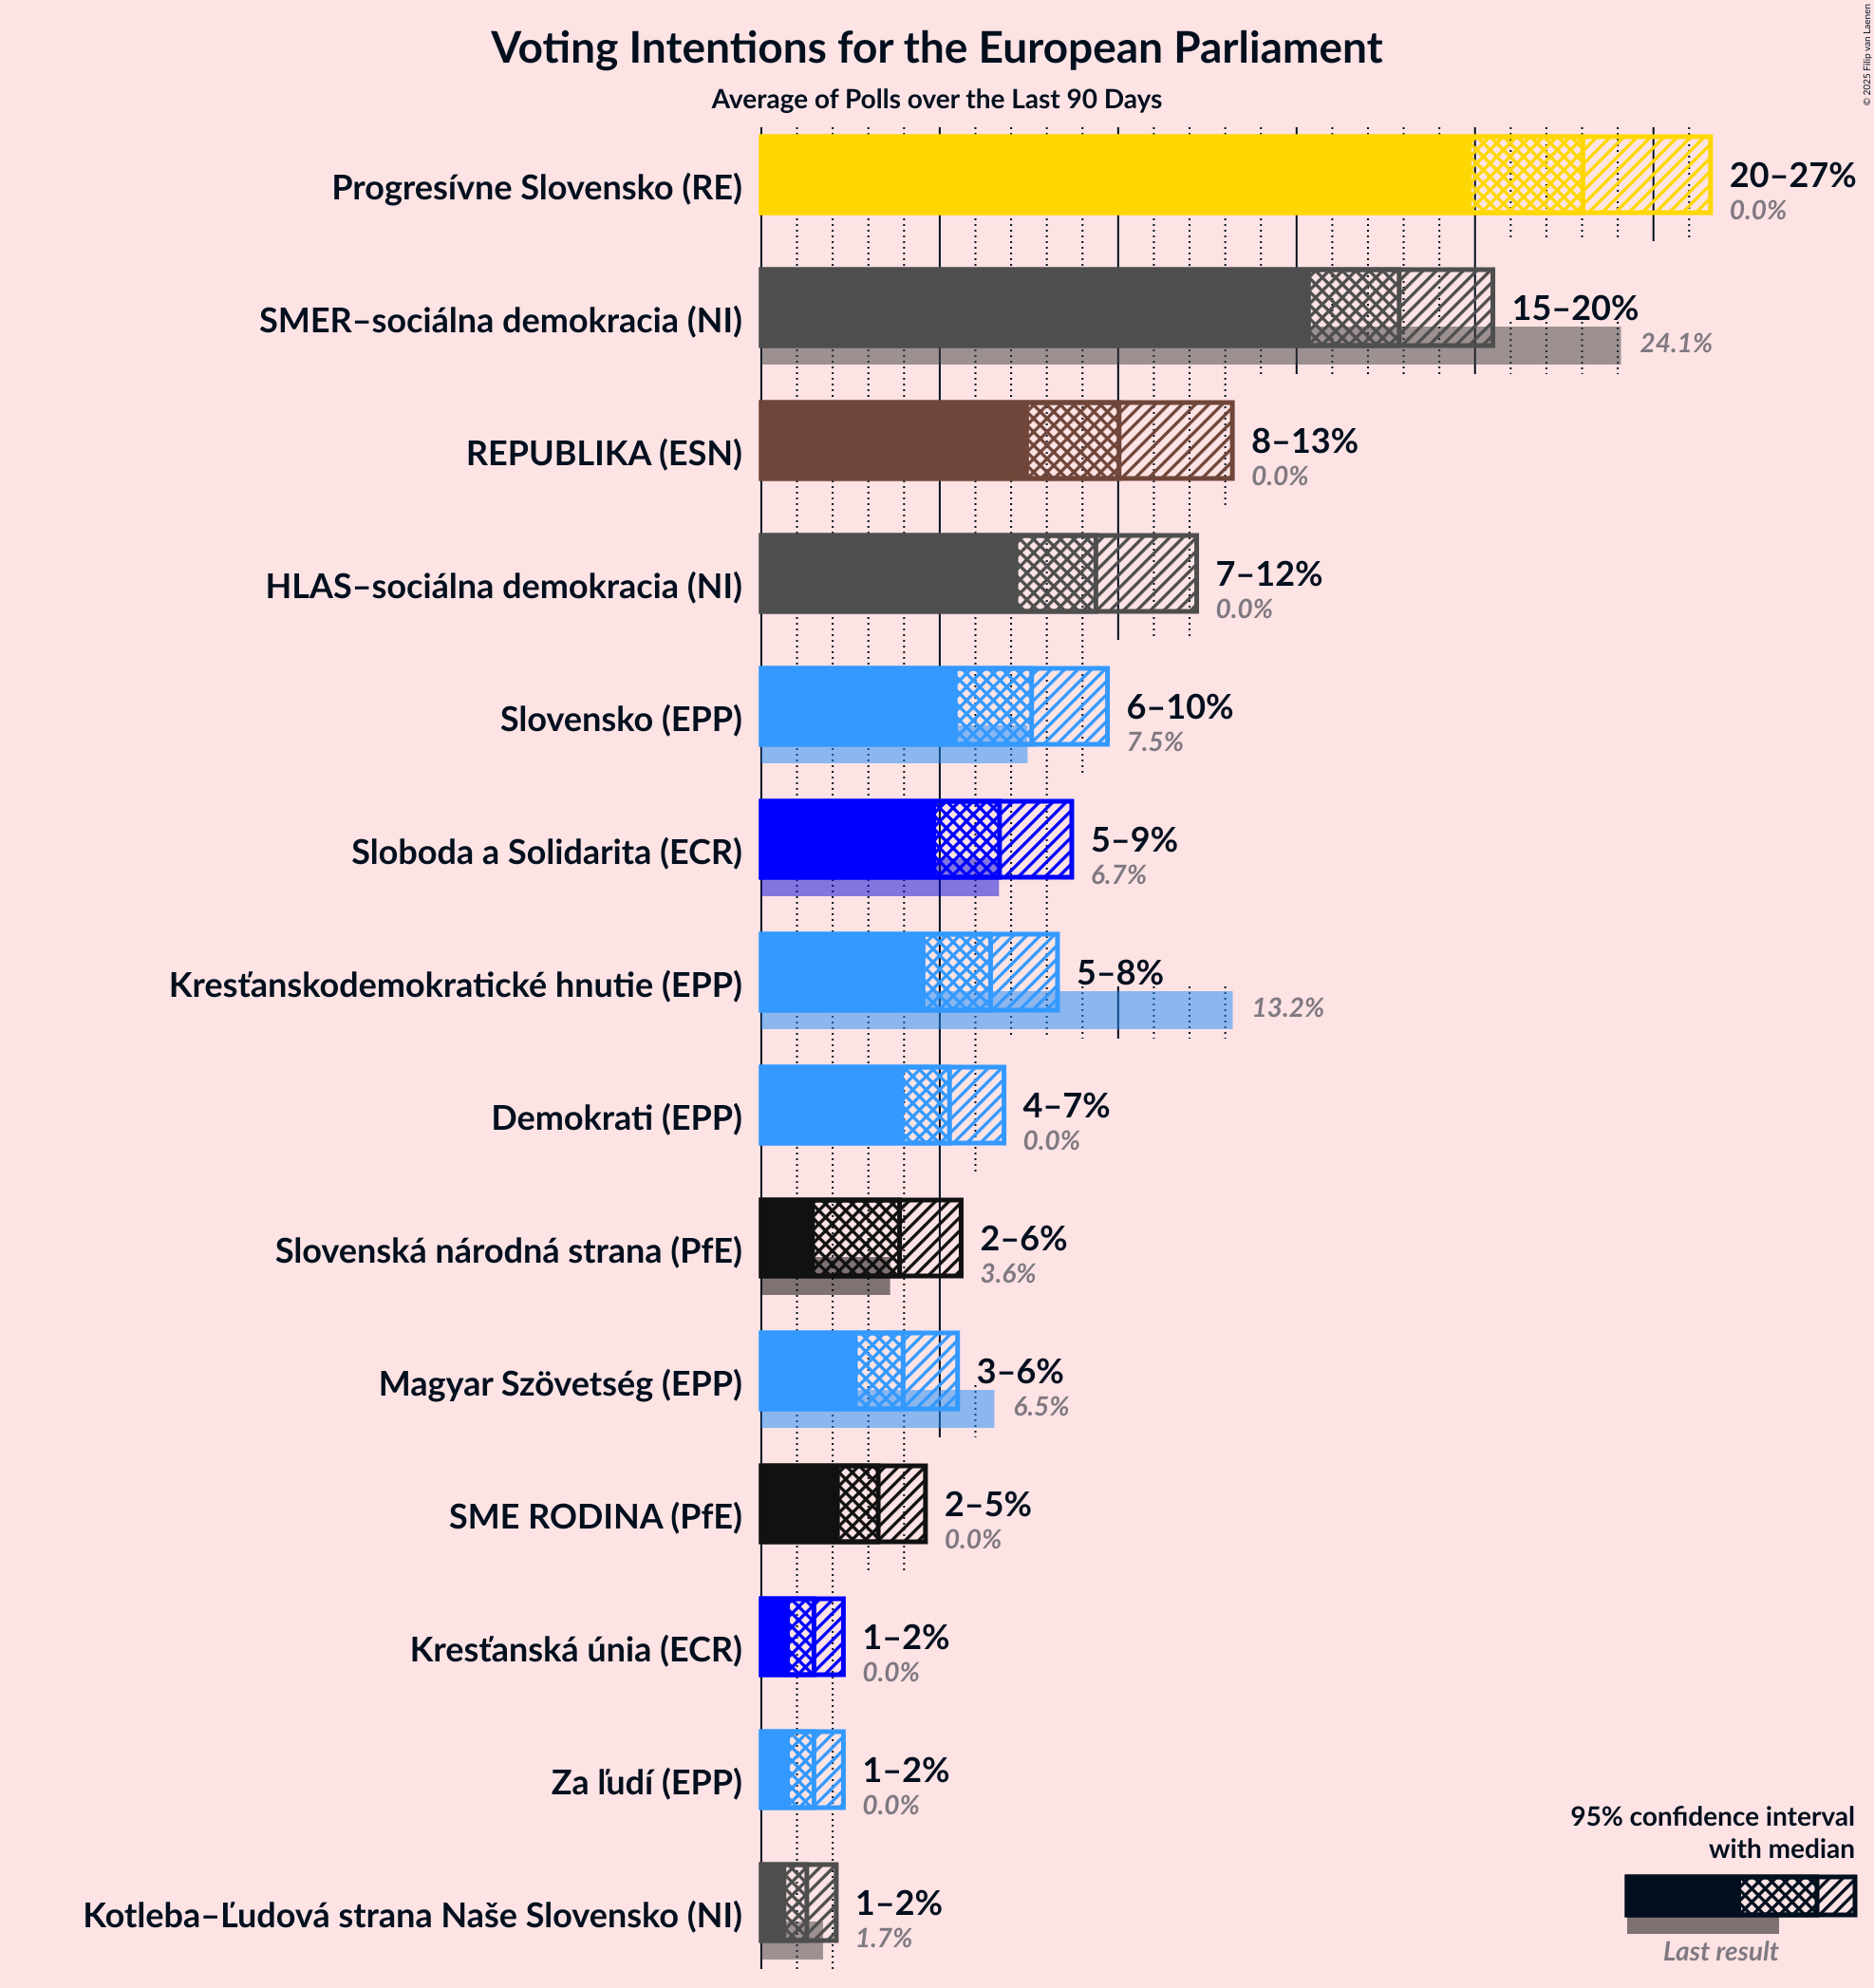 Voting Intentions for the European Parliament
Average of Polls over the Last 90 Days
© 2025 Filip van Laenen
Progresívne Slovensko (RE)
20–27%
0.0%
SMER–sociálna demokracia (NI)
15–20%
24.1%
REPUBLIKA (ESN)
8–13%
0.0%
HLAS–sociálna demokracia (NI)
7–12%
0.0%
Slovensko (EPP)
6–10%
7.5%
Sloboda a Solidarita (ECR)
5–9%
6.7%
Kresťanskodemokratické hnutie (EPP)
5–8%
13.2%
Demokrati (EPP)
4–7%
0.0%
Slovenská národná strana (PfE)
2–6%
3.6%
Magyar Szövetség (EPP)
3–6%
6.5%
SME RODINA (PfE)
2–5%
0.0%
Kresťanská únia (ECR)
1–2%
0.0%
Za ľudí (EPP)
1–2%
0.0%
Kotleba–Ľudová strana Naše Slovensko (NI)
1–2%
1.7%
95% confidence interval
with median
Last result